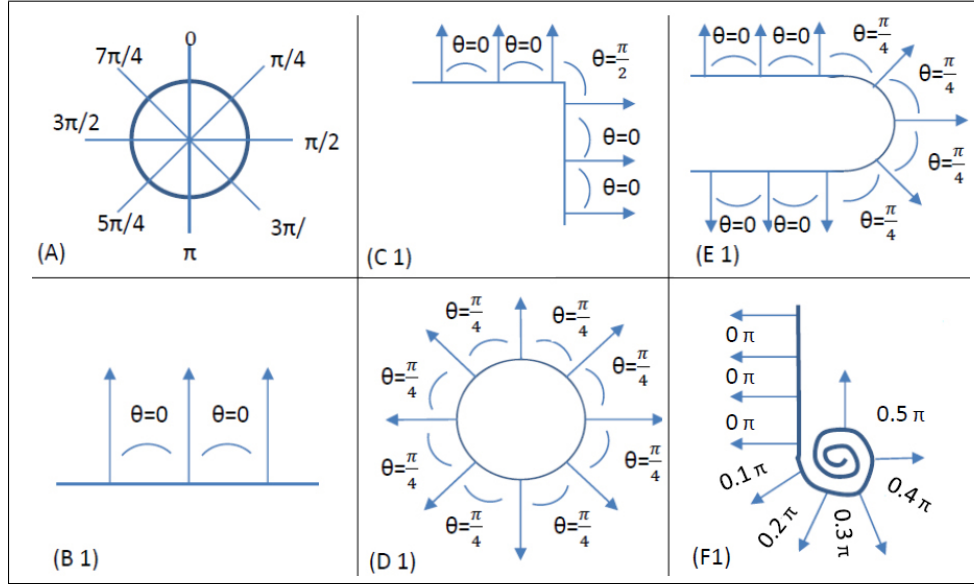 0
7π/4
π/4
3π/2
π/2
5π/4
3π/
π
(A)
θ=0 θ=0
θ=π/2
θ=0
θ=0
(C 1)
θ=0 θ=0
θ=π/4
θ=π/4
θ=π/4
θ=π/4
θ=0 θ=0
(E 1)
θ=0 θ=0
(B 1)
θ=π/4 θ=π/4
θ=π/4 θ=π/4
θ=π/4 θ=π/4
θ=π/4 θ=π/4
(D 1)
0 π
0 π
0 π
0.5 π
0.1 π
0.4 π
0.2 π
0.3 π
(F1)